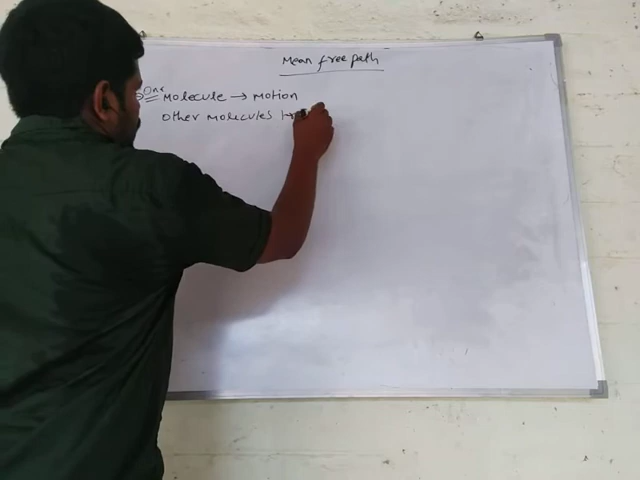 Mean free path
One Molecule → Motion
Other molecules